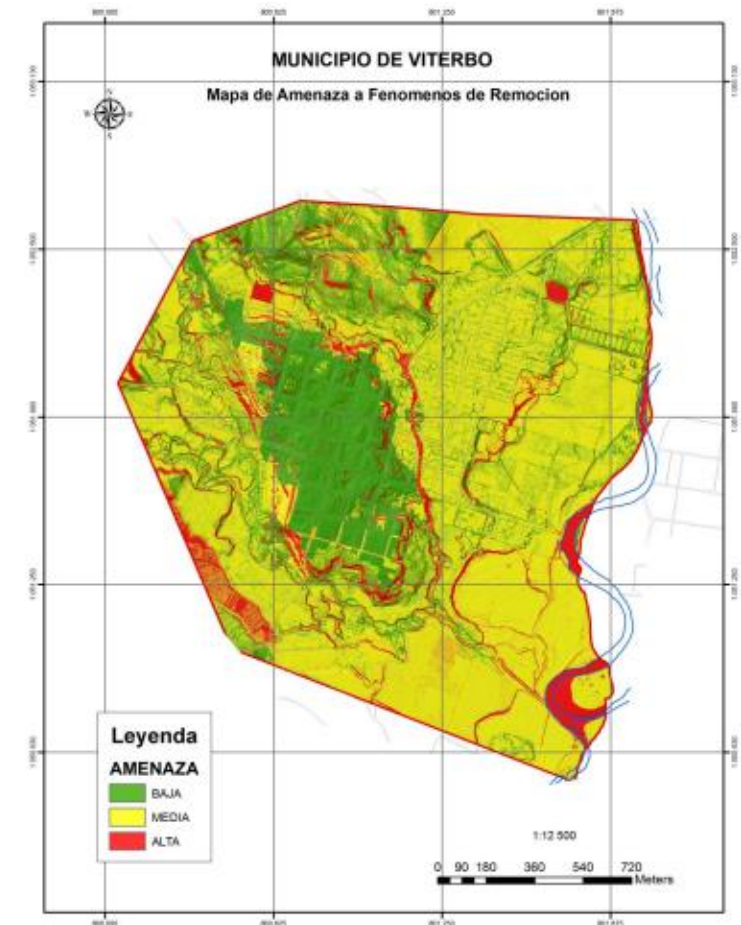 MUNICIPIO DE VITERBO
Mapa de Amenaza a Fenomenos de Remocion
N
S
Leyenda
AMENAZA
BAJA
MEDIA
ALTA
1:12 500
0 90 180 360 540 720
Meters